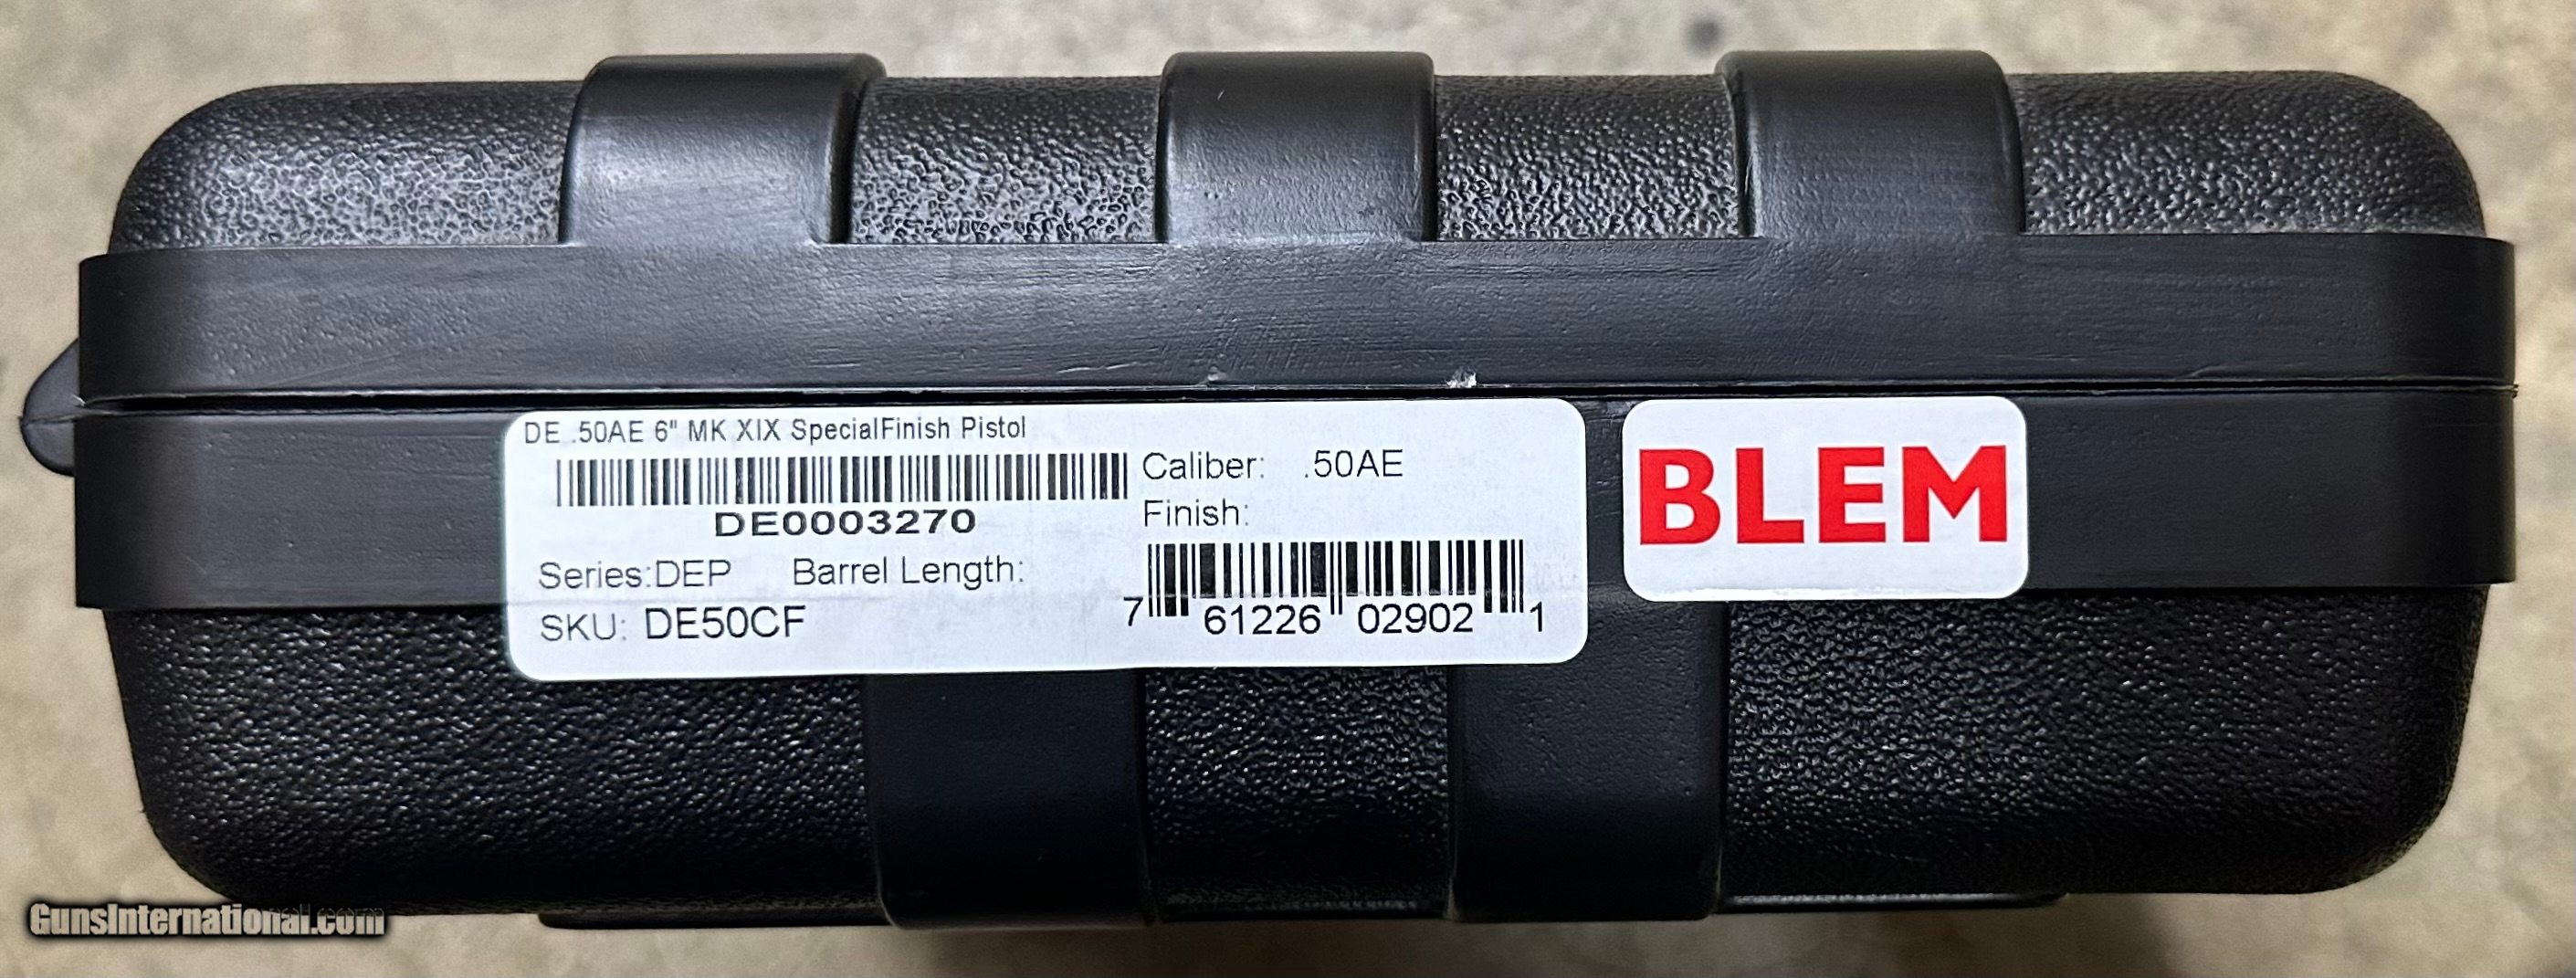 DE .50AE 6" MK XIX SpecialFinish Pistol
DE0003270
Caliber: .50AE
Finish:
Series:DEP Barrel Length:
SKU: DE50CF
7 61226 02902 1
BLEM
GunsInternational.com